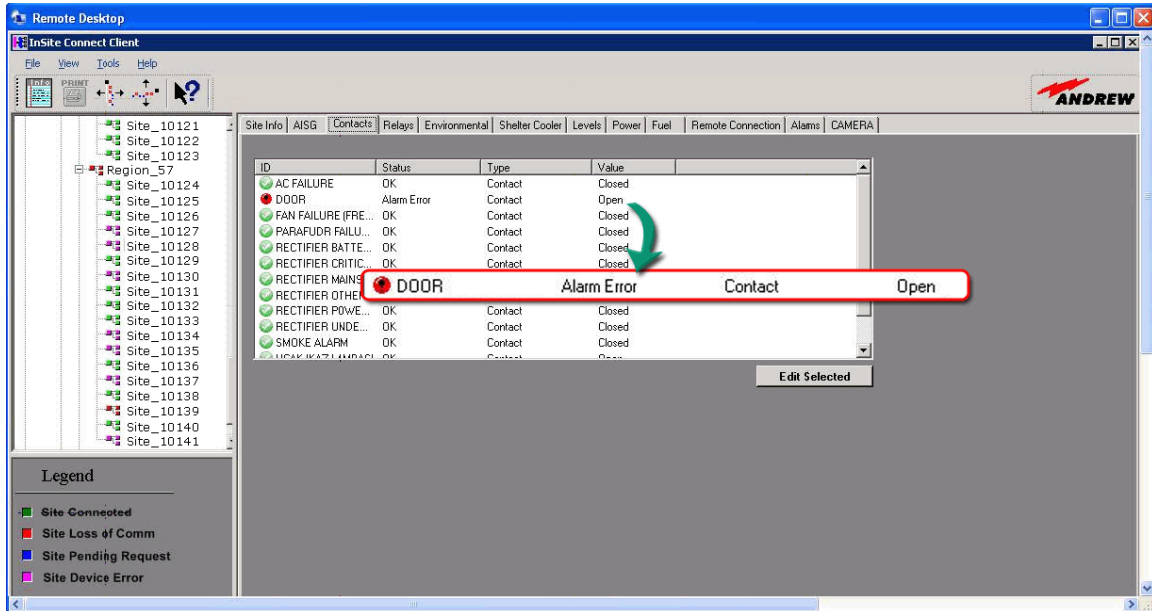 Remote Desktop
InSite Connect Client
File View Tools Help
Info PRINT
ANDREW
Site_10121
Site_10122
Site_10123
Region_57
Site_10124
Site_10125
Site_10126
Site_10127
Site_10128
Site_10129
Site_10130
Site_10131
Site_10132
Site_10133
Site_10134
Site_10135
Site_10136
Site_10137
Site_10138
Site_10139
Site_10140
Site_10141
Legend
Site Connected
Site Loss of Comm
Site Pending Request
Site Device Error
Site Info AISG Contacts Relays Environmental Shelter Cooler Levels Power Fuel Remote Connection Alarms CAMERA
ID Status Type Value
AC FAILURE OK Contact Closed
DOOR Alarm Error Contact Open
FAN FAILURE (FRE... OK Contact Closed
PARAFUDR FAILU... OK Contact Closed
RECTIFIER BATTE... OK Contact Closed
RECTIFIER CRITIC... OK Contact Closed
RECTIFIER MAINS
DOOR Alarm Error Contact Open
RECTIFIER OTHE
RECTIFIER POWE... OK Contact Closed
RECTIFIER UNDE... OK Contact Closed
SMOKE ALARM OK Contact Closed
Edit Selected